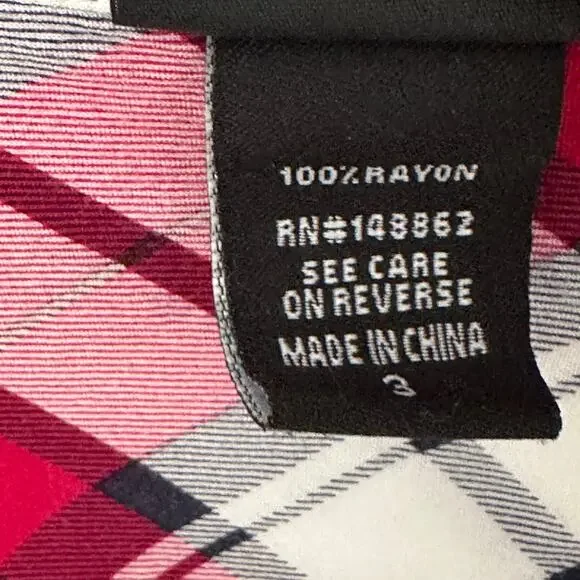 100% RAYON
RN#148862
SEE CARE
ON REVERSE
MADE IN CHINA
3